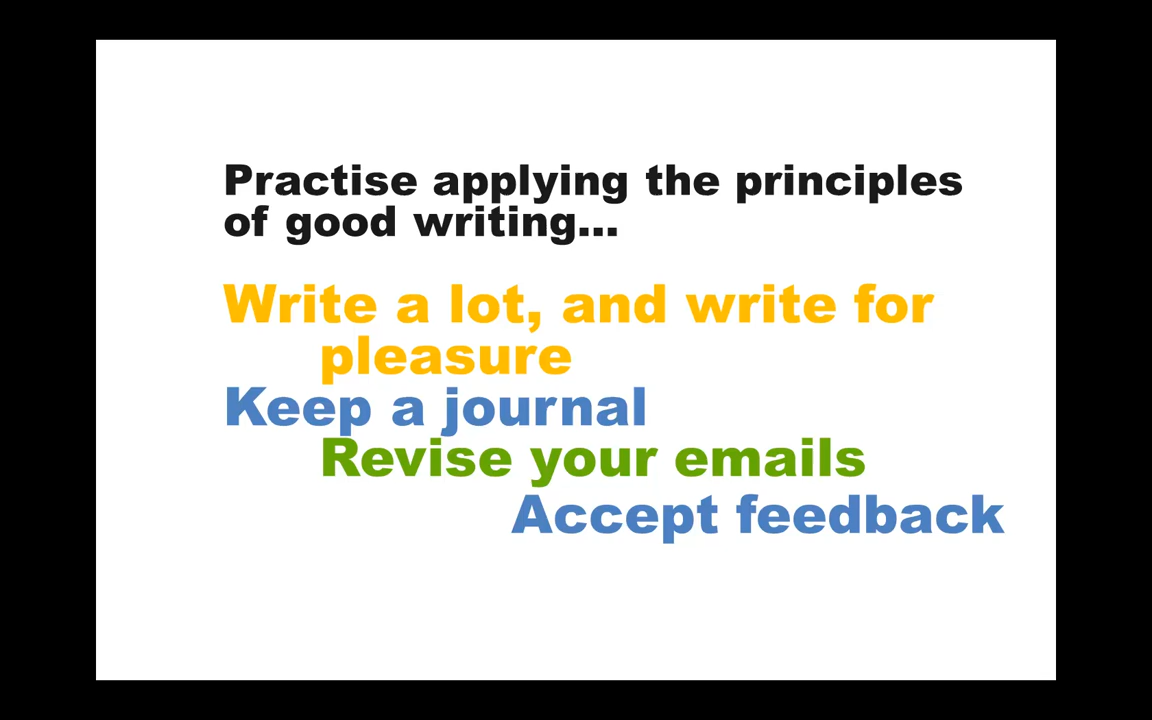 Practise applying the principles
of good writing...
Write a lot, and write for
pleasure
Keep a journal
Revise your emails
Accept feedback